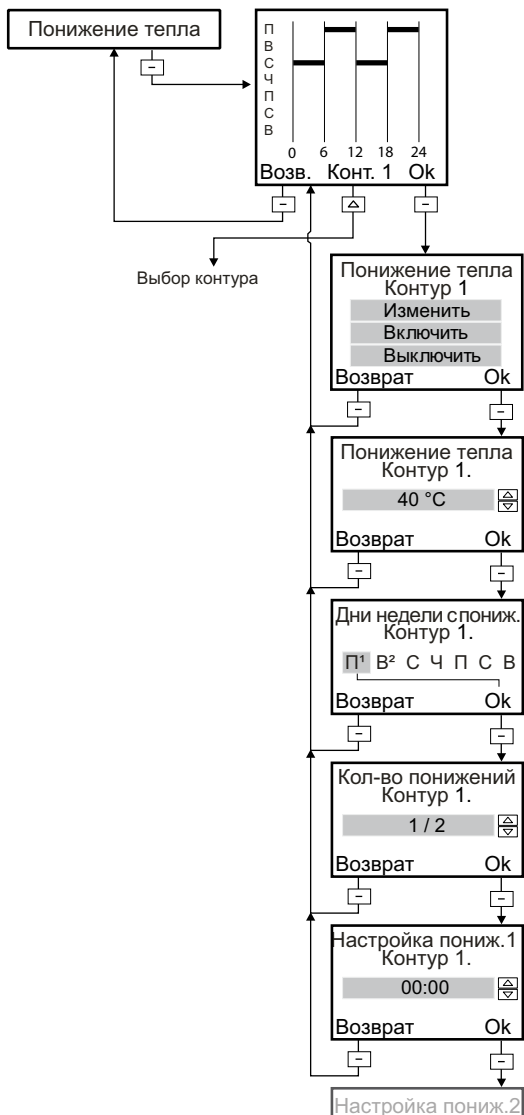 Понижение тепла
П
В
С
Ч
П
С
В
0 6 12 18 24
Возв. Конт. 1 Ok
Выбор контура
Понижение тепла
Контур 1
Изменить
Включить
Выключить
Возврат Ok
Понижение тепла
Контур 1.
40 °C
Возврат Ok
Дни недели с пониж.
Контур 1.
П¹ В² С Ч П С В
Возврат Ok
Кол-во понижений
Контур 1.
1 / 2
Возврат Ok
Настройка пониж.1
Контур 1.
00:00
Возврат Ok
Настройка пониж.2